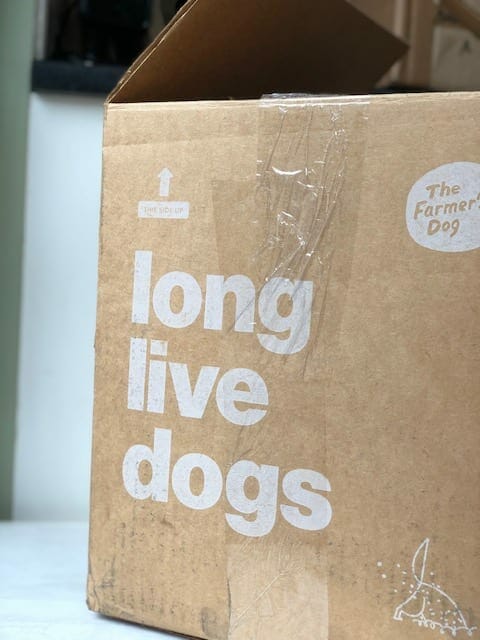 THIS SIDE UP
The
Farmer's
Dog
long
live
dogs